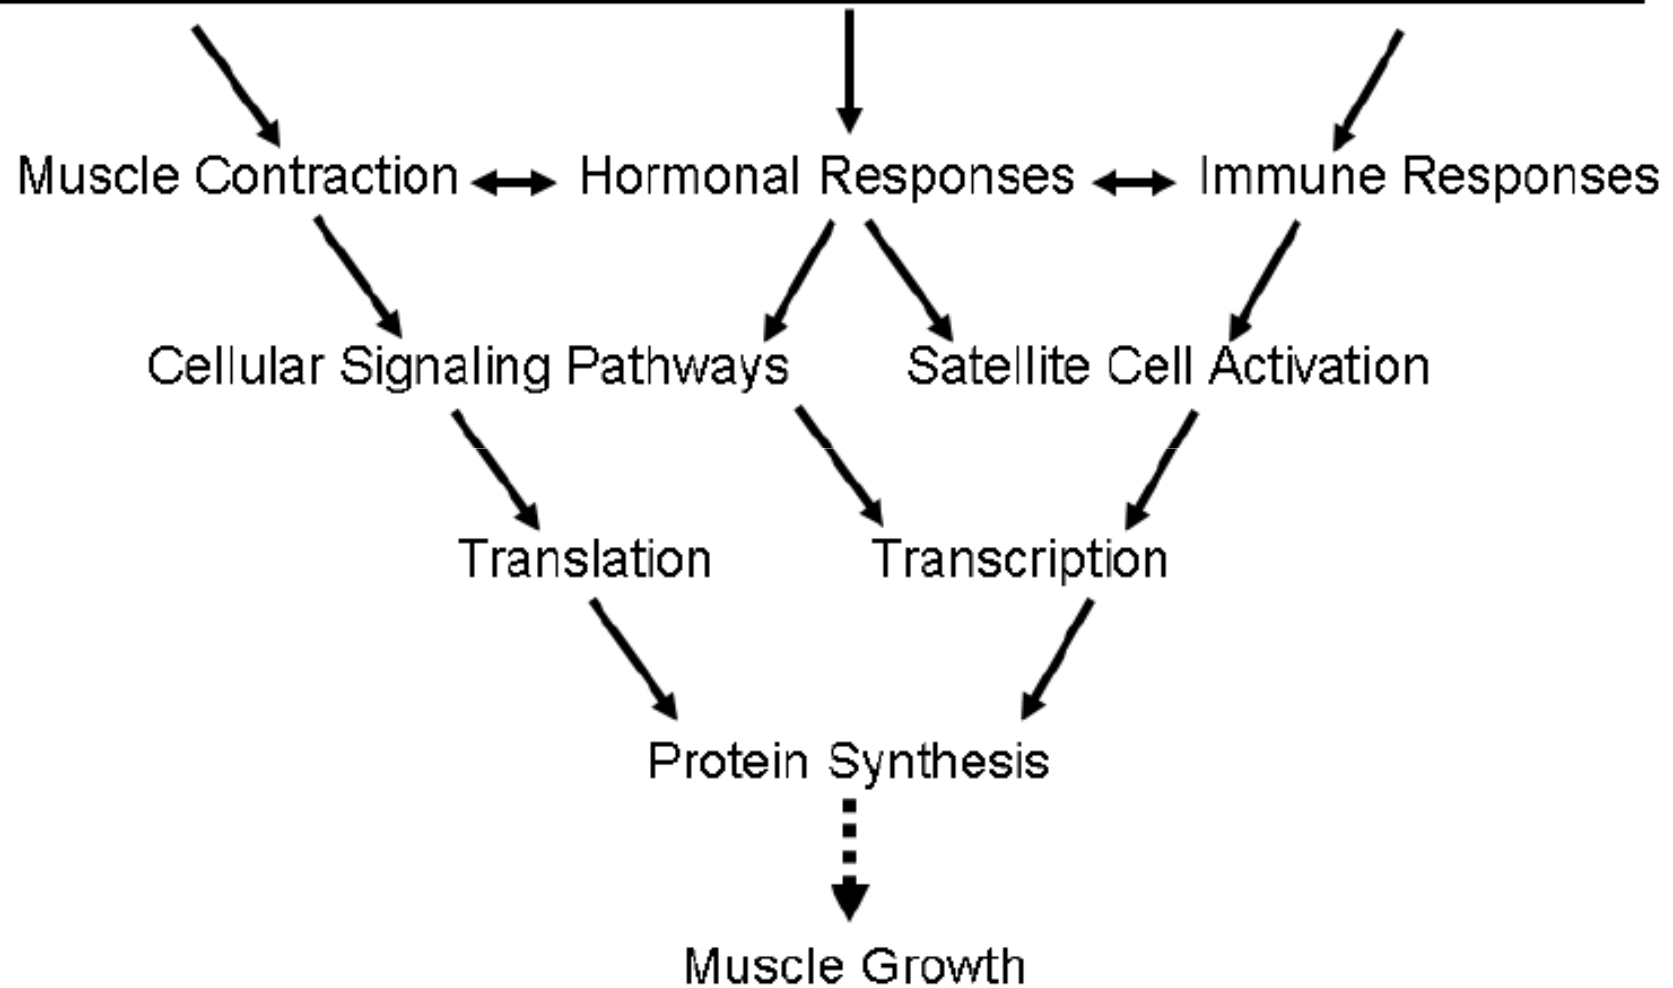 Muscle Contraction Hormonal Responses Immune Responses
Cellular Signaling Pathways Satellite Cell Activation
Translation Transcription
Protein Synthesis
Muscle Growth